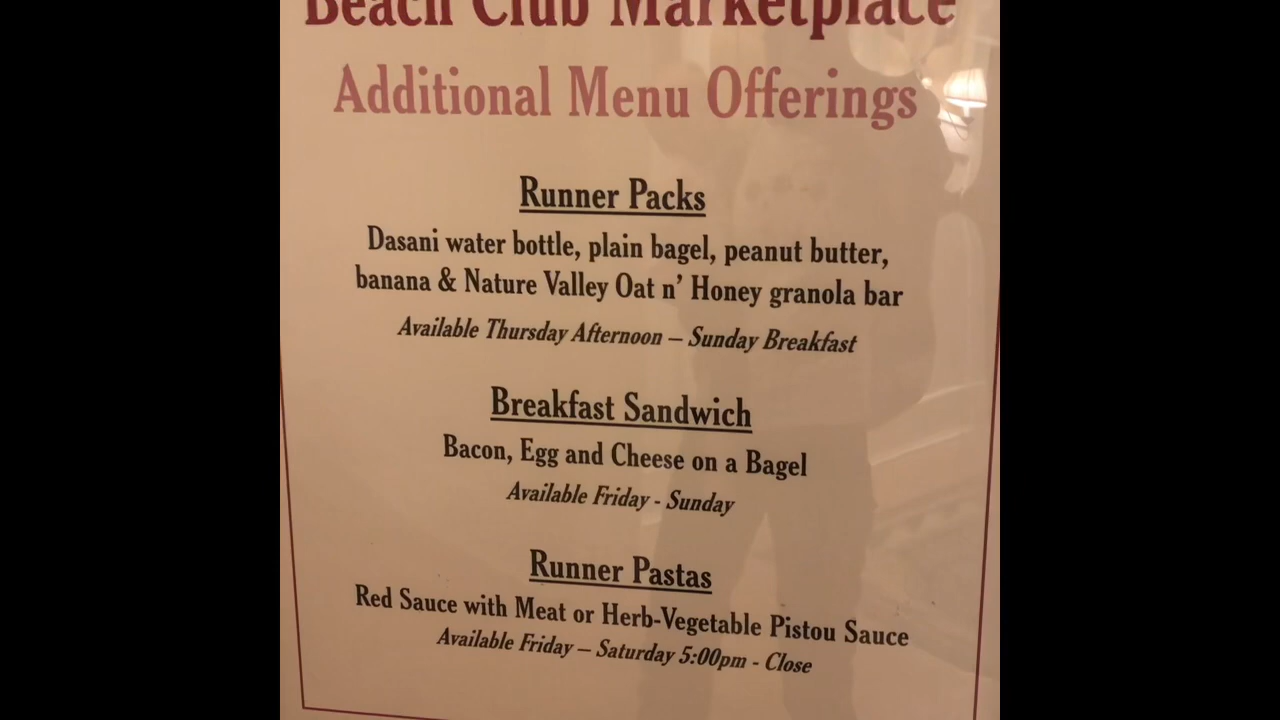 Beach Club Marketplace
Additional Menu Offerings
Runner Packs
Dasani water bottle, plain bagel, peanut butter,
banana & Nature Valley Oat n’ Honey granola bar
Available Thursday Afternoon – Sunday Breakfast
Breakfast Sandwich
Bacon, Egg and Cheese on a Bagel
Available Friday - Sunday
Runner Pastas
Red Sauce with Meat or Herb-Vegetable Pistou Sauce
Available Friday – Saturday 5:00pm - Close